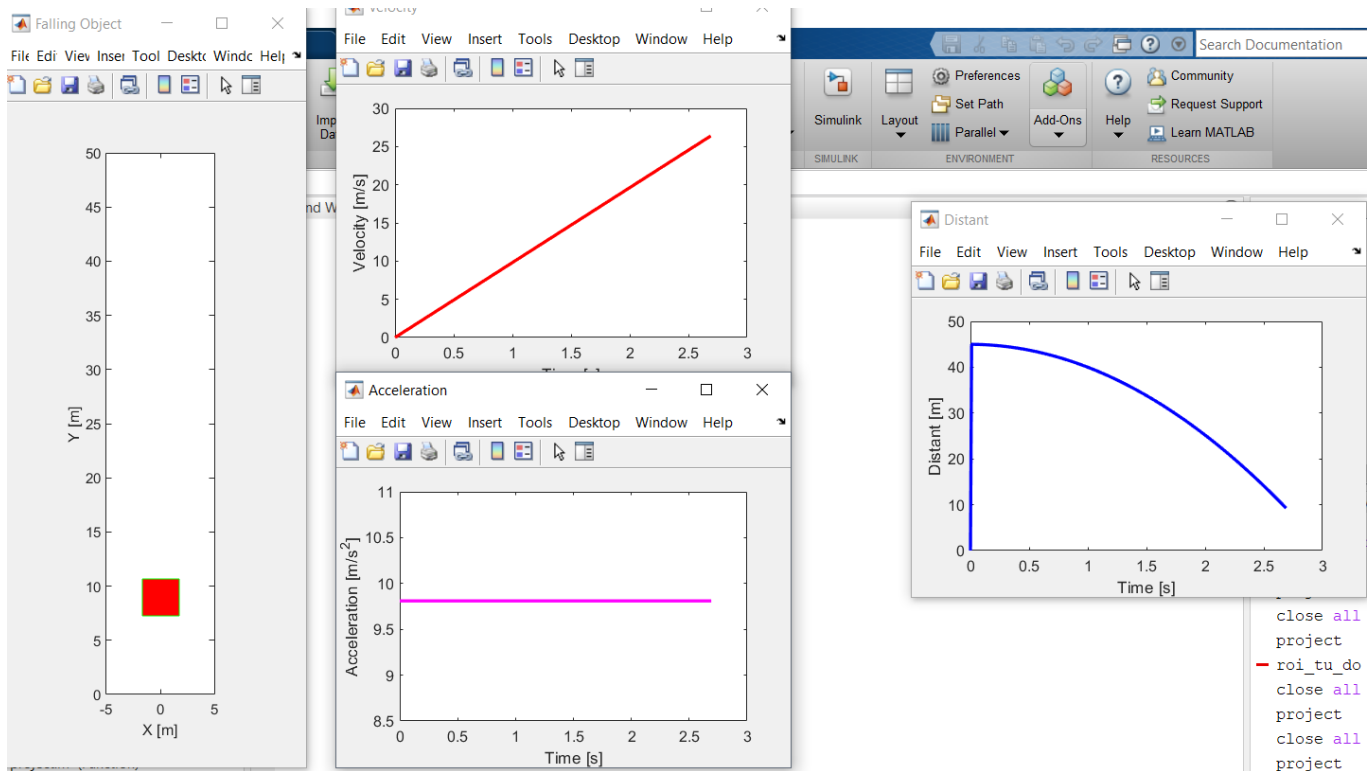 Falling Object
File Edi Viev Inser Tool Deskto Windo Help
50
45
40
35
30
25
20
15
10
5
0
Y [m]
-5 0 5
X [m]
Velocity
File Edit View Insert Tools Desktop Window Help
30
25
20
15
10
5
0
Velocity [m/s]
0 0.5 1 1.5 2 2.5 3
Acceleration
File Edit View Insert Tools Desktop Window Help
11
10.5
10
9.5
9
8.5
Acceleration [m/s²]
0 0.5 1 1.5 2 2.5 3
Time [s]
Search Documentation
Simulink
Layout
Preferences
Set Path
Parallel
Add-Ons
Help
Community
Request Support
Learn MATLAB
SIMULINK
ENVIRONMENT
RESOURCES
Imp
Da
nd W
Distant
File Edit View Insert Tools Desktop Window Help
50
40
30
20
10
0
Distant [m]
0 0.5 1 1.5 2 2.5 3
Time [s]
close all
project
roi_tu_do
close all
project
close all
project